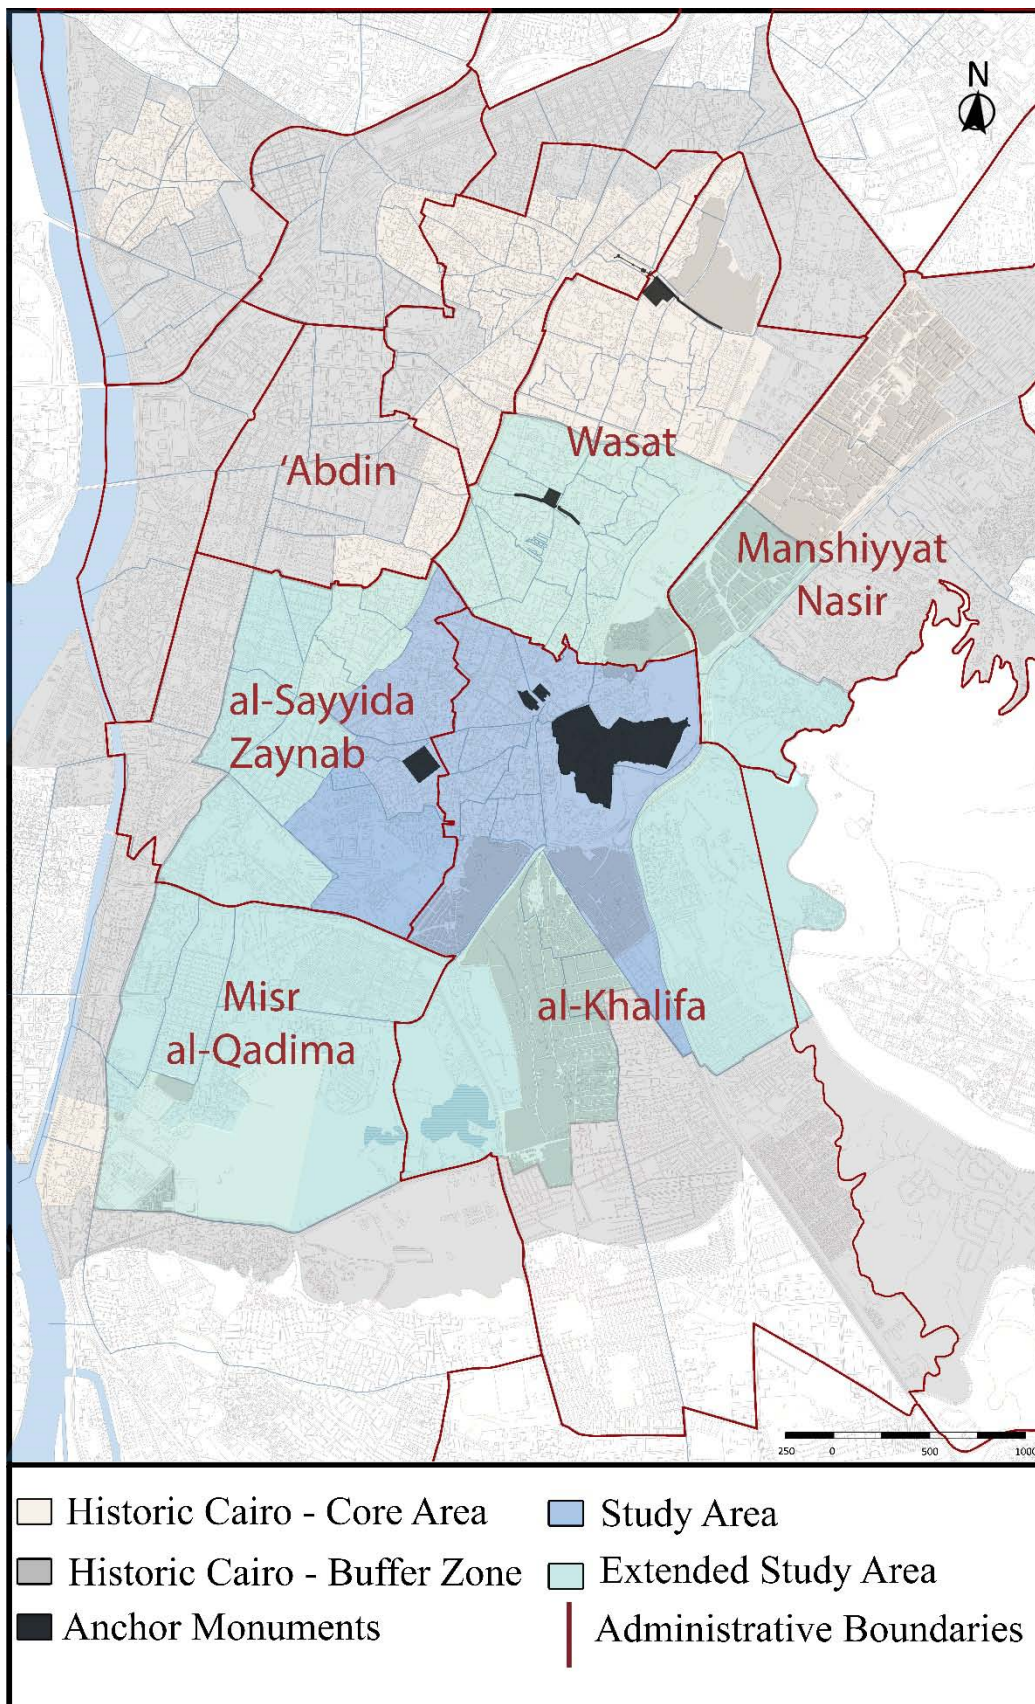 N
Wasat
‘Abdin
Manshiyyat
Nasir
al-Sayyida
Zaynab
al-Khalifa
Misr
al-Qadima
250 0 500 1000
Historic Cairo - Core Area
Study Area
Historic Cairo - Buffer Zone
Extended Study Area
Anchor Monuments
Administrative Boundaries